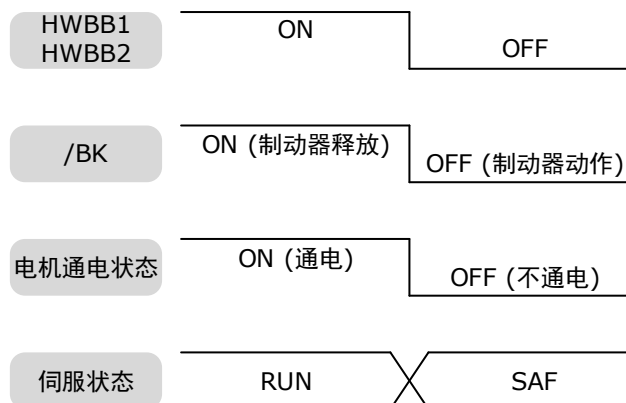 HWBB1
HWBB2
ON
OFF
/BK
ON (制动器释放)
OFF (制动器动作)
电机通电状态
ON (通电)
OFF (不通电)
伺服状态
RUN
SAF